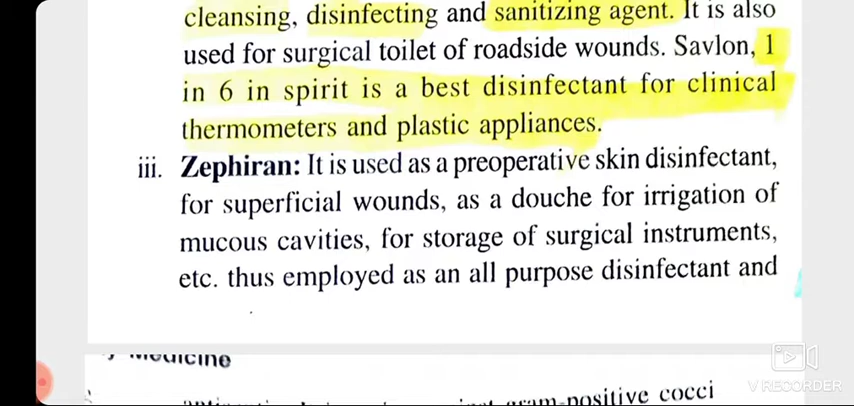 cleansing, disinfecting and sanitizing agent. It is also
used for surgical toilet of roadside wounds. Savlon, 1
in 6 in spirit is a best disinfectant for clinical
thermometers and plastic appliances.
iii. Zephiran: It is used as a preoperative skin disinfectant,
for superficial wounds, as a douche for irrigation of
mucous cavities, for storage of surgical instruments,
etc. thus employed as an all purpose disinfectant and
Medicine
gram-positive cocci
V RECORDER